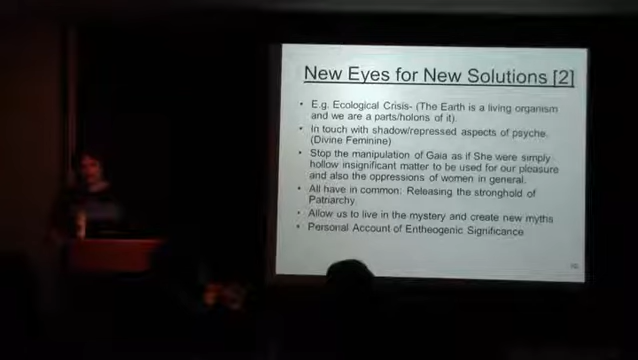 New Eyes for New Solutions [2]
• E.g. Ecological Crisis- (The Earth is a living organism
and we are a parts/holons of it).
• In touch with shadow/repressed aspects of psyche.
(Divine Feminine)
• Stop the manipulation of Gaia as if She were simply
hollow insignificant matter to be used for our pleasure
and also the oppressions of women in general.
• All have in common: Releasing the stronghold of
Patriarchy
• Allow us to live in the mystery and create new myths
• Personal Account of Entheogenic Significance